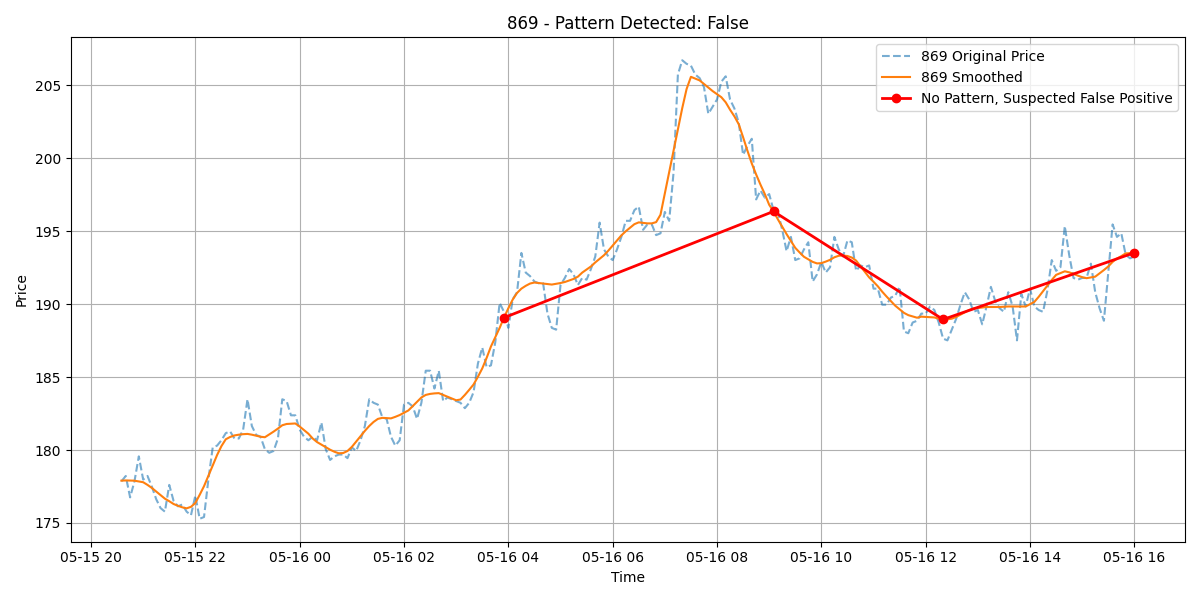 869 - Pattern Detected: False
869 Original Price
869 Smoothed
No Pattern, Suspected False Positive
Price
205
200
195
190
185
180
175
05-15 20 05-15 22 05-16 00 05-16 02 05-16 04 05-16 06 05-16 08 05-16 10 05-16 12 05-16 14 05-16 16
Time